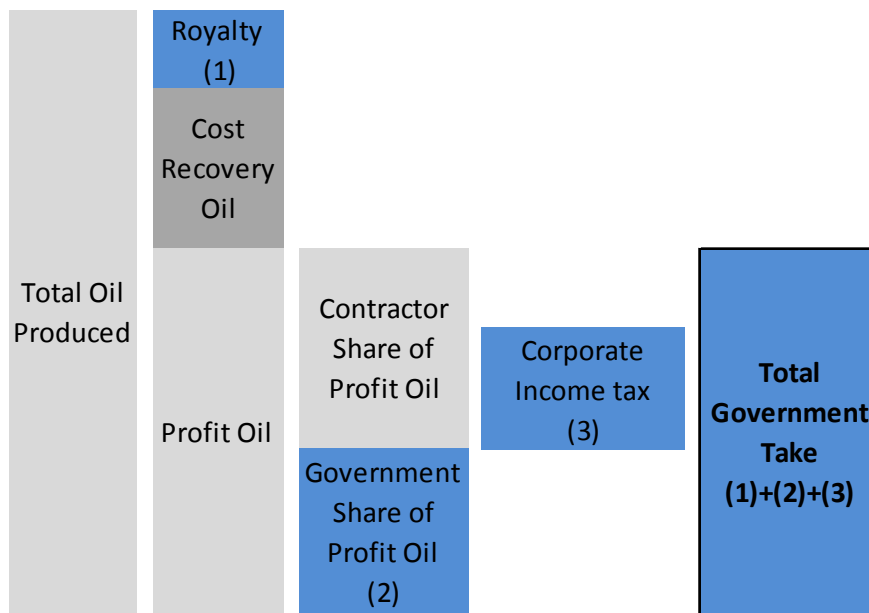 Total Oil
Produced
Royalty
(1)
Cost
Recovery
Oil
Profit Oil
Contractor
Share of
Profit Oil
Government
Share of
Profit Oil
(2)
Corporate
Income tax
(3)
Total
Government
Take
(1)+(2)+(3)